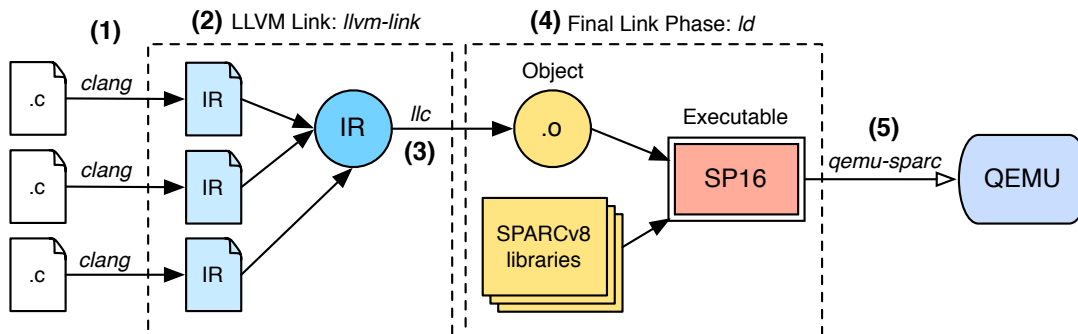 (1)
(2) LLVM Link: llvm-link
(4) Final Link Phase: ld
.c
clang
IR
.c
clang
IR
.c
clang
IR
IR
llc
(3)
Object
.o
SPARCv8
libraries
Executable
SP16
(5)
qemu-sparc
QEMU